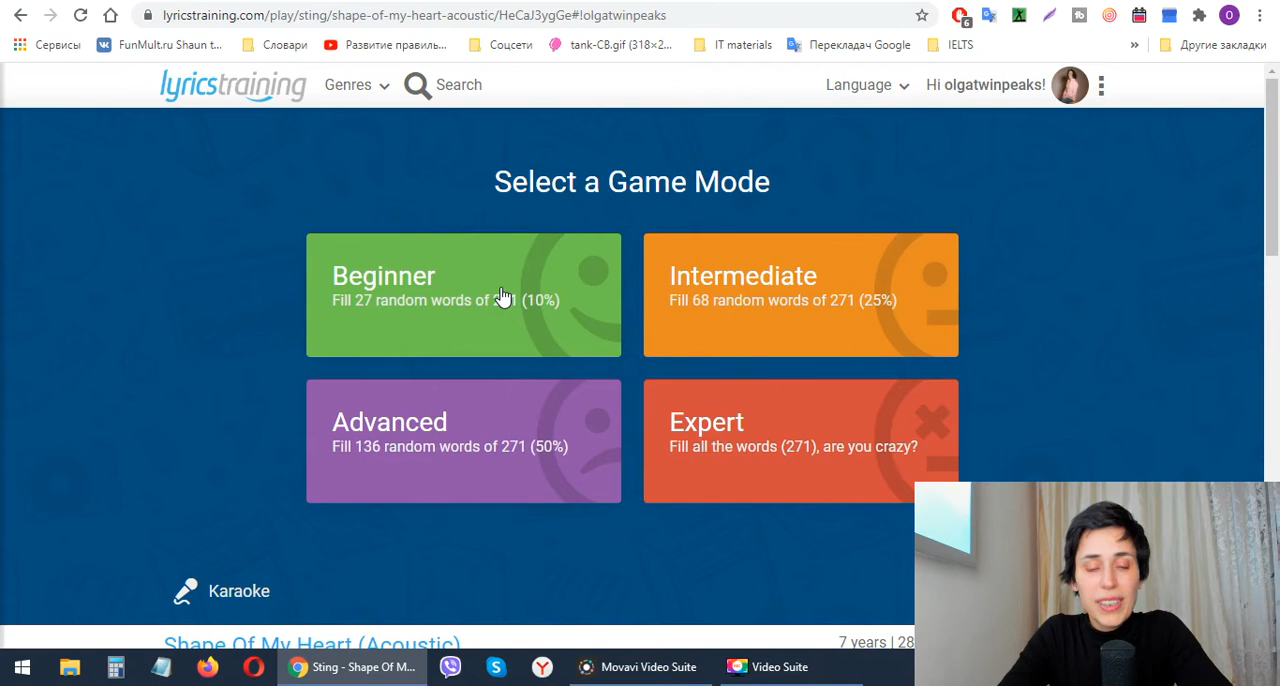 lyricstraining.com/play/sting/shape-of-my-heart-acoustic/HeCaJ3ygGe#!olgatwinpeaks
6
O
Сервисы
FunMult.ru Shaun t...
Словари
Развитие правиль...
Соцсети
tank-CB.gif (318×2...
IT materials
Перекладач Google
IELTS
»
Другие закладки
lyricstraining
Genres
Search
Language
Hi olgatwinpeaks!
Select a Game Mode
Beginner
Fill 27 random words of 271 (10%)
Intermediate
Fill 68 random words of 271 (25%)
Advanced
Fill 136 random words of 271 (50%)
Expert
Fill all the words (271), are you crazy?
Karaoke
Shape Of My Heart (Acoustic)
7 years | 28
Sting - Shape Of M...
Movavi Video Suite
Video Suite